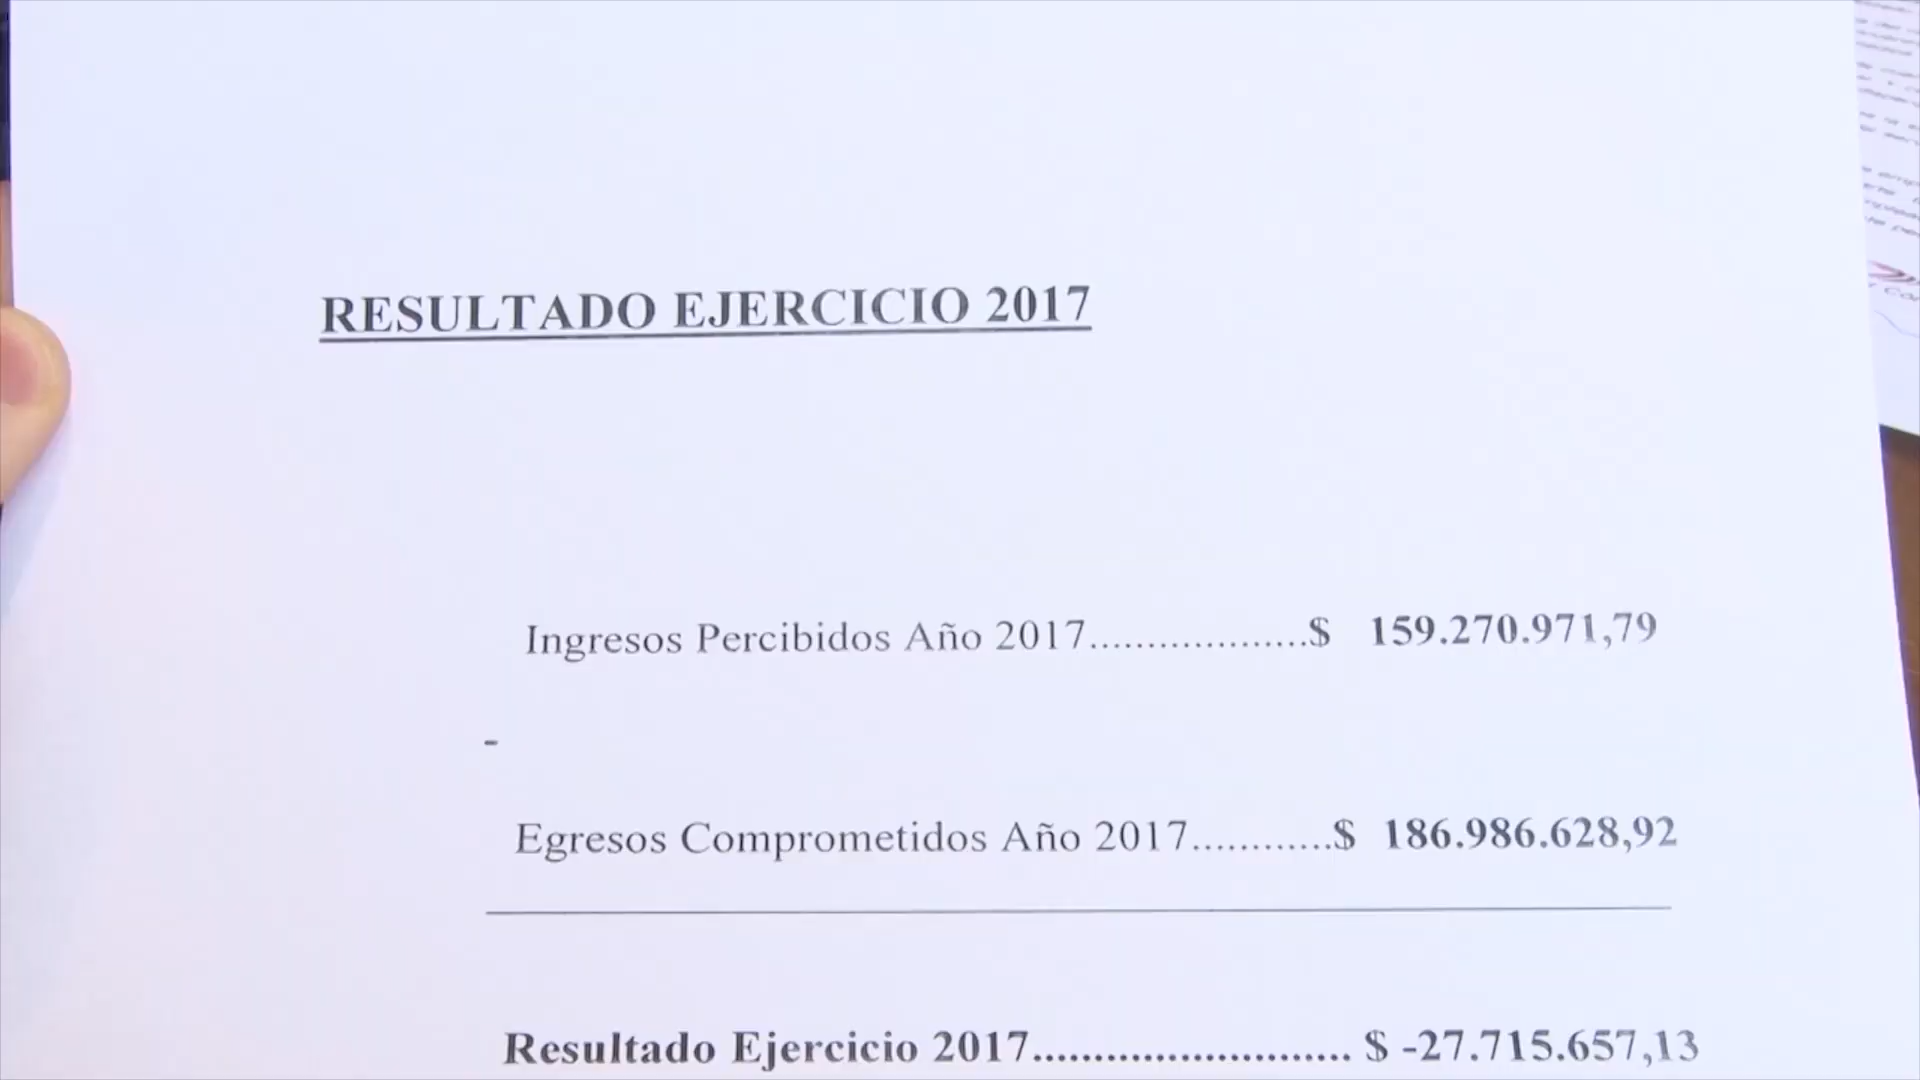 RESULTADO EJERCICIO 2017
Ingresos Percibidos Año 2017...................$ 159.270.971,79
-
Egresos Comprometidos Año 2017............$ 186.986.628,92
Resultado Ejercicio 2017.......................... $ -27.715.657,13